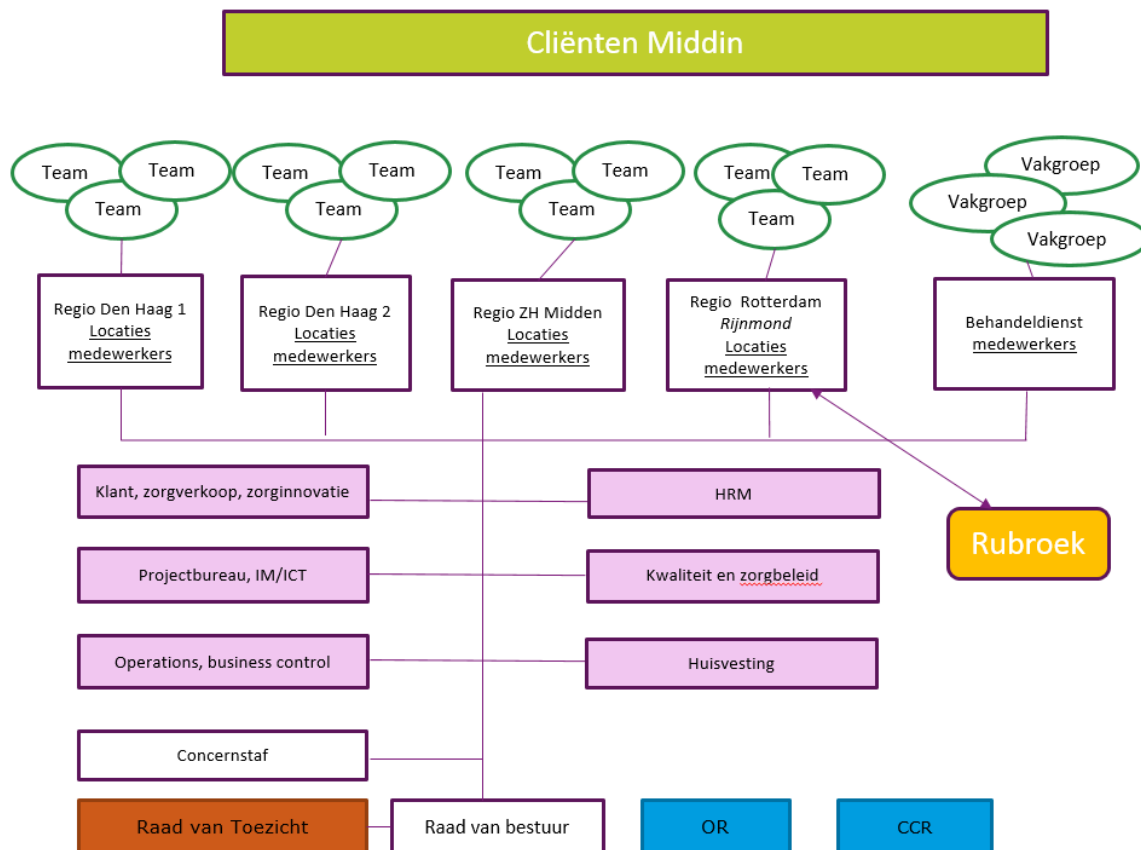 Cliënten Middin
Team
Team
Team
Team
Team
Team
Team
Team
Team
Team
Team
Team
Vakgroep
Vakgroep
Vakgroep
Regio Den Haag 1
Locaties
medewerkers
Regio Den Haag 2
Locaties
medewerkers
Regio ZH Midden
Locaties
medewerkers
Regio Rotterdam
Rijnmond
Locaties
medewerkers
Behandeldienst
medewerkers
Klant, zorgverkoop, zorginnovatie
HRM
Rubroek
Projectbureau, IM/ICT
Kwaliteit en zorgbeleid
Operations, business control
Huisvesting
Concernstaf
Raad van Toezicht
Raad van bestuur
OR
CCR